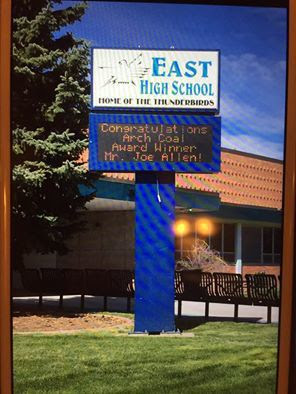 EAST
HIGH SCHOOL
HOME OF THE THUNDERBIRDS
Congratulations
Arch Coal
Award Winner
Mr. Joe Allen!